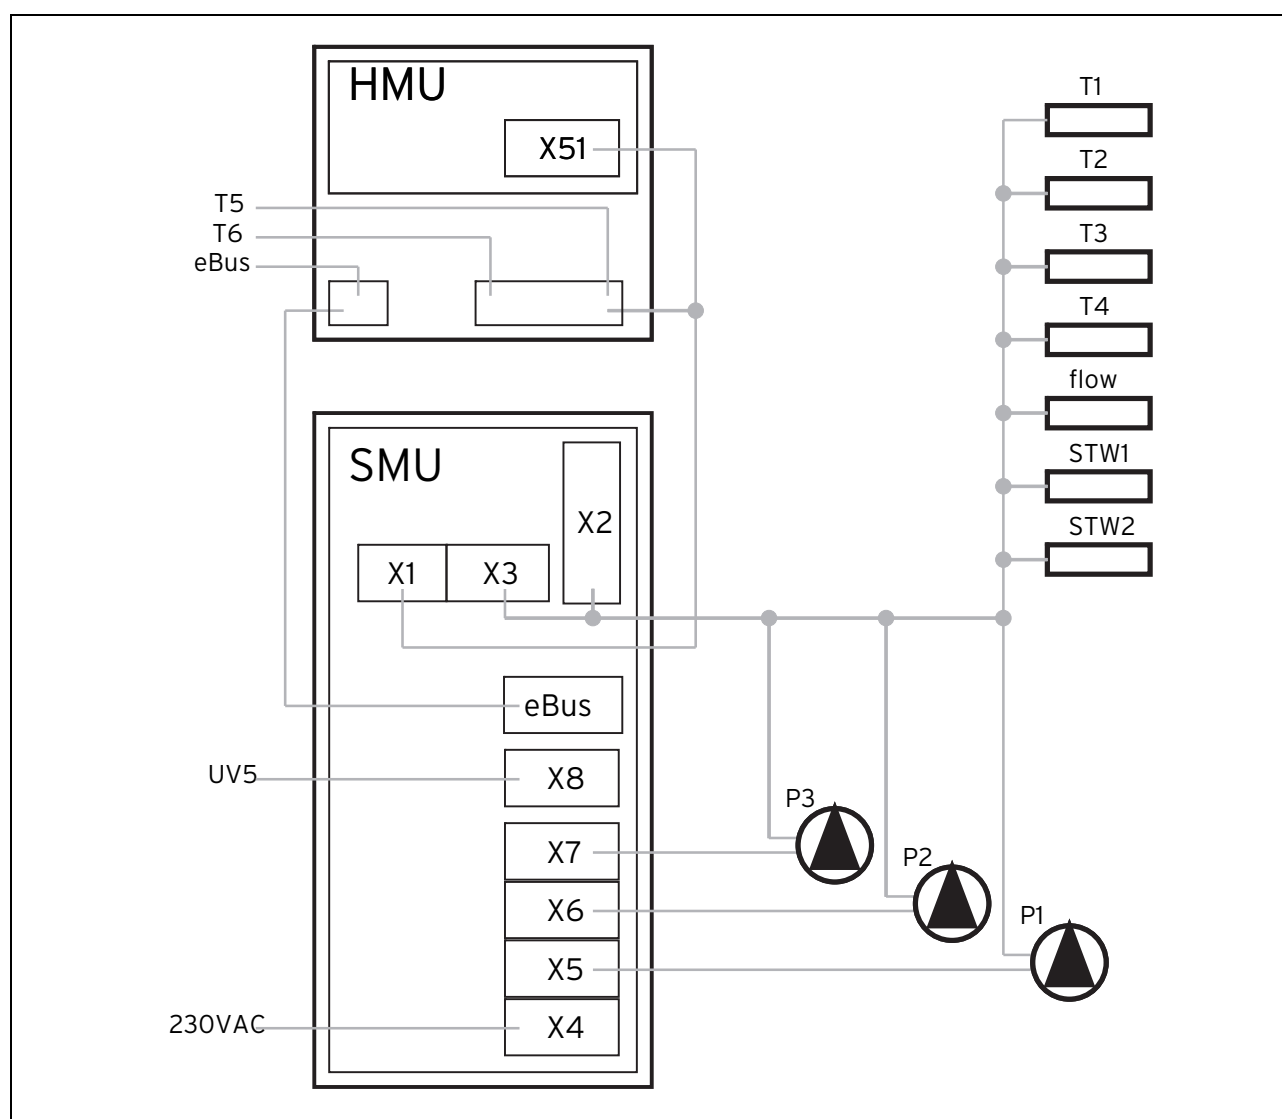 HMU
X51
T5
T6
eBus
SMU
X2
X1
X3
eBus
UV5
X8
X7
X6
X5
230VAC
X4
T1
T2
T3
T4
flow
STW1
STW2
P3
P2
P1